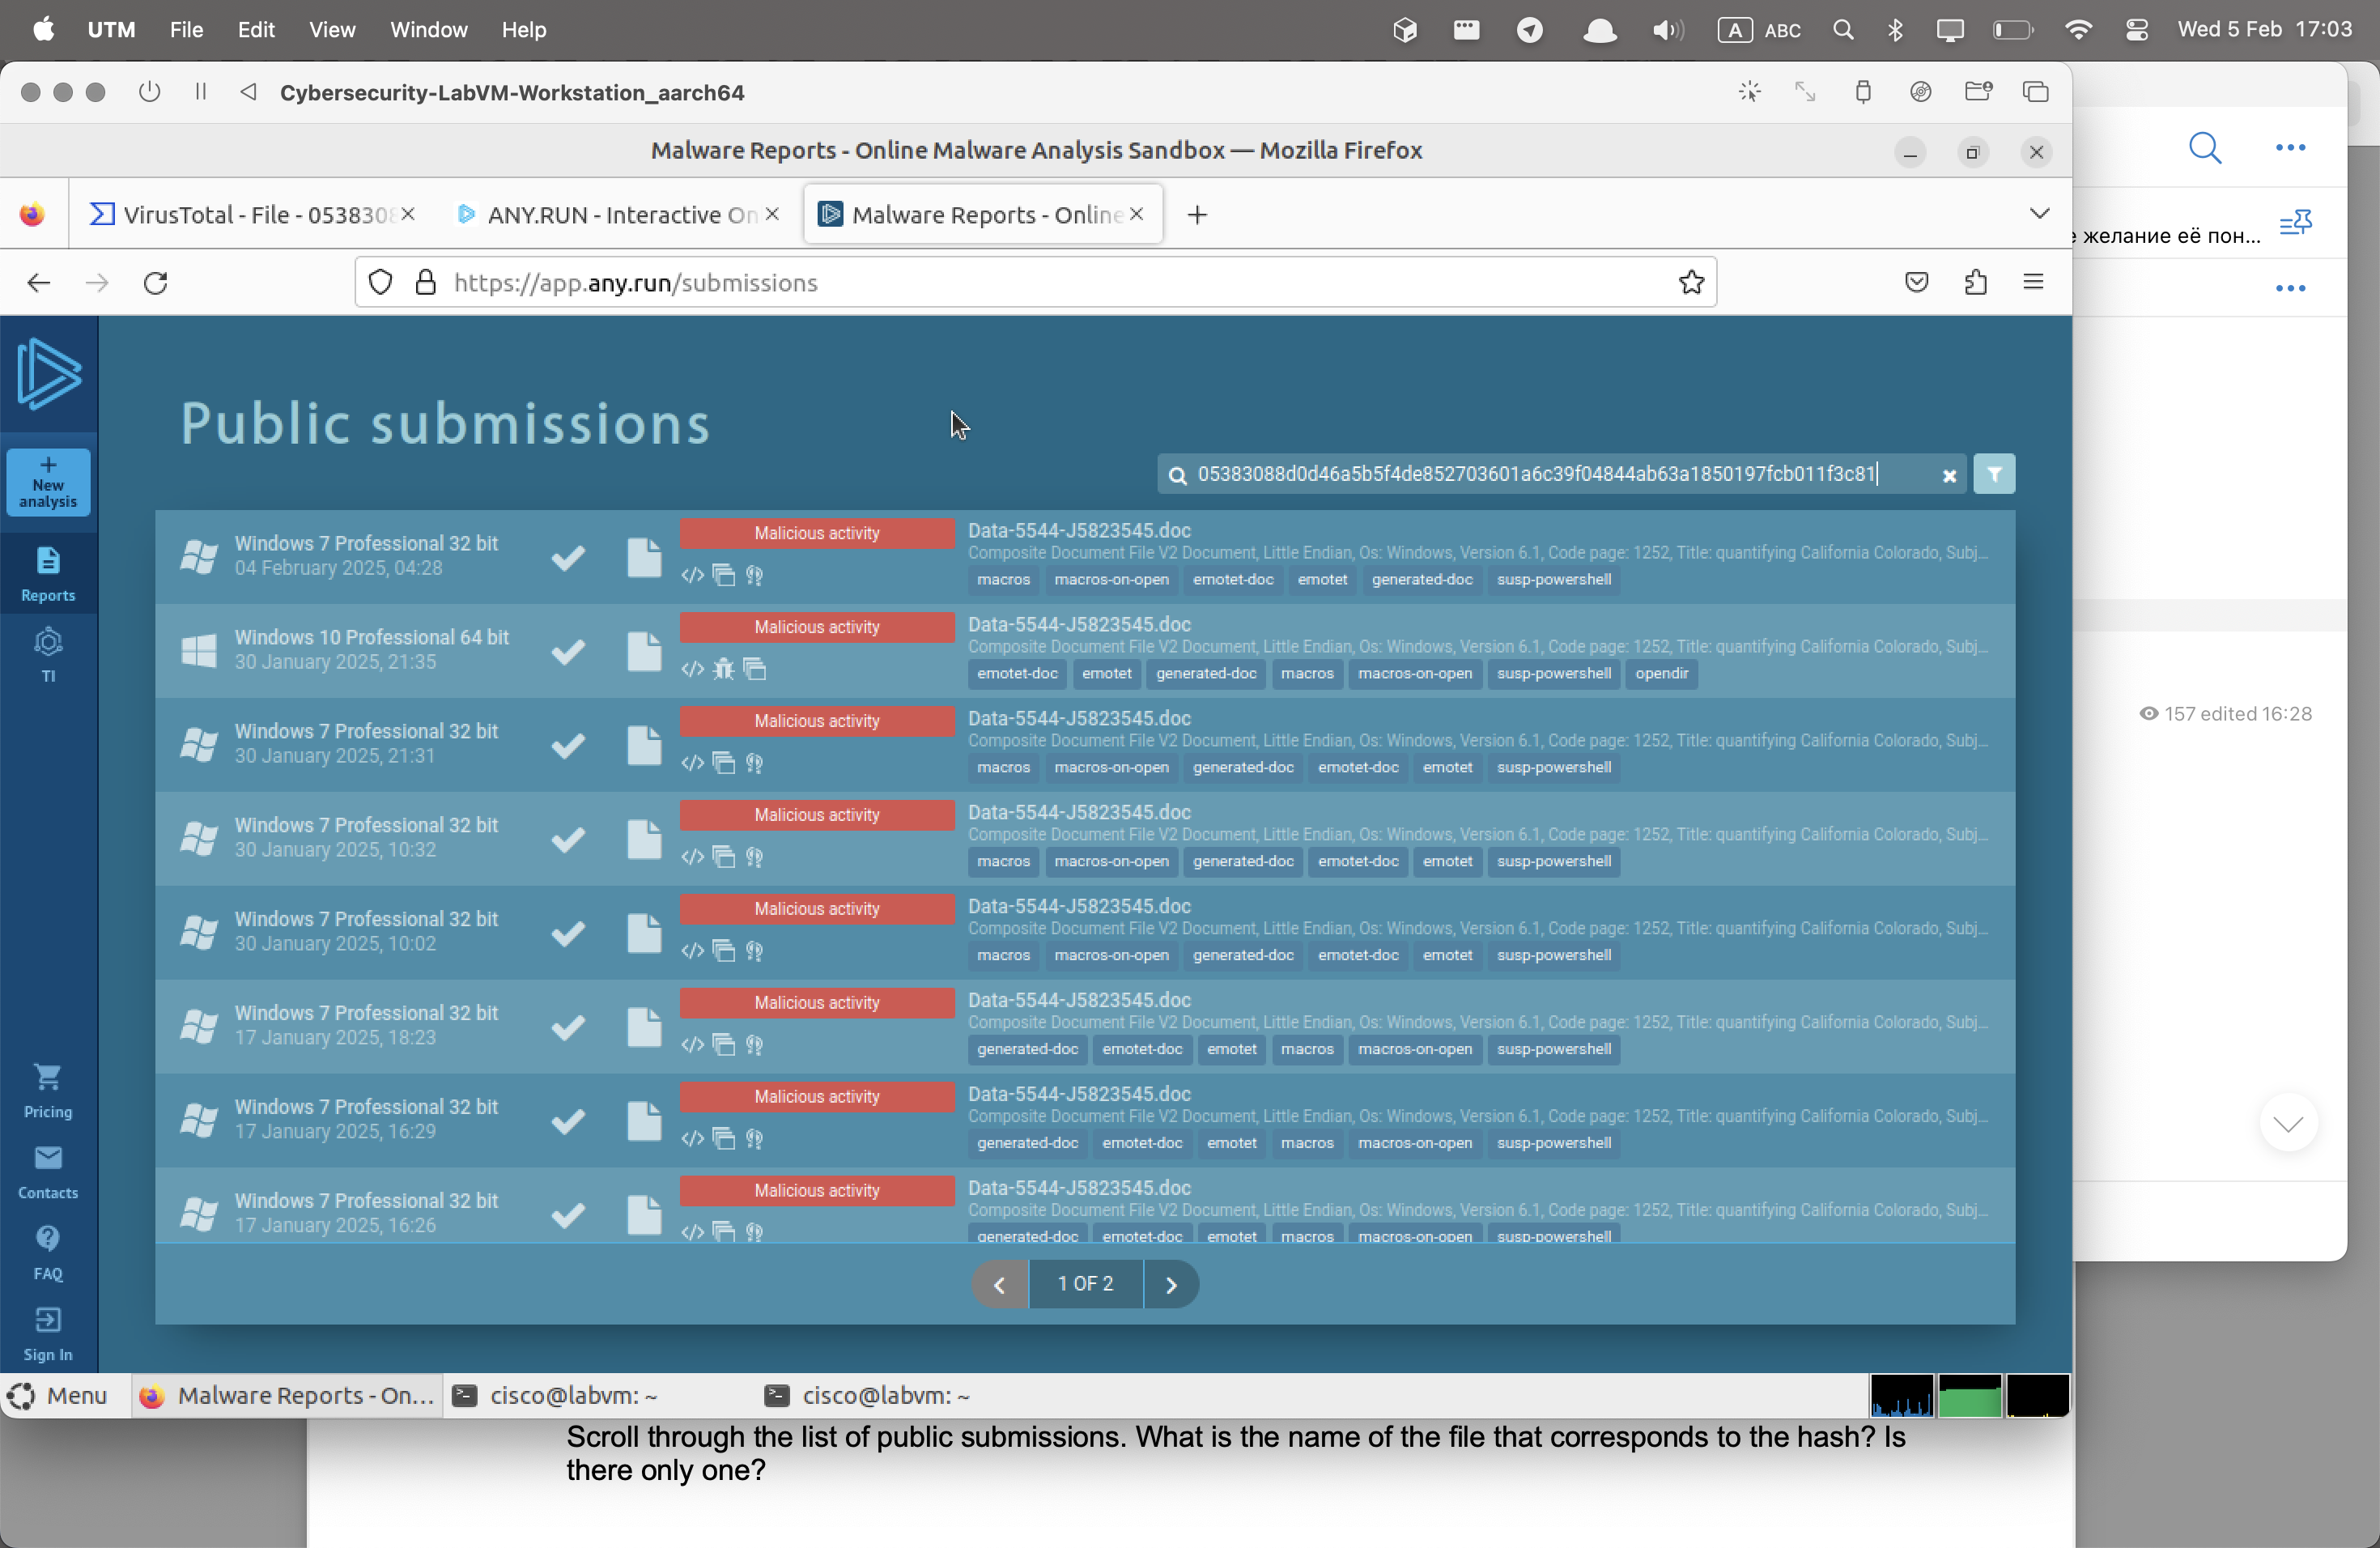 UTM File Edit View Window Help A ABC Wed 5 Feb 17:03
Cybersecurity-LabVM-Workstation_aarch64
Malware Reports - Online Malware Analysis Sandbox — Mozilla Firefox
VirusTotal - File - 053830 ANY.RUN - Interactive On Malware Reports - Online
желание её пон...
https://app.any.run/submissions
Public submissions
+
New
analysis
Reports
TI
Pricing
Contacts
FAQ
Sign In
05383088d0d46a5b5f4de852703601a6c39f04844ab63a1850197fcb011f3c81
Windows 7 Professional 32 bit
04 February 2025, 04:28
Malicious activity
Data-5544-J5823545.doc
Composite Document File V2 Document, Little Endian, Os: Windows, Version 6.1, Code page: 1252, Title: quantifying California Colorado, Subj...
macros macros-on-open emotet-doc emotet generated-doc susp-powershell
Windows 10 Professional 64 bit
30 January 2025, 21:35
Malicious activity
Data-5544-J5823545.doc
Composite Document File V2 Document, Little Endian, Os: Windows, Version 6.1, Code page: 1252, Title: quantifying California Colorado, Subj...
emotet-doc emotet generated-doc macros macros-on-open susp-powershell opendir
Windows 7 Professional 32 bit
30 January 2025, 21:31
Malicious activity
Data-5544-J5823545.doc
Composite Document File V2 Document, Little Endian, Os: Windows, Version 6.1, Code page: 1252, Title: quantifying California Colorado, Subj...
macros macros-on-open generated-doc emotet-doc emotet susp-powershell
Windows 7 Professional 32 bit
30 January 2025, 10:32
Malicious activity
Data-5544-J5823545.doc
Composite Document File V2 Document, Little Endian, Os: Windows, Version 6.1, Code page: 1252, Title: quantifying California Colorado, Subj...
macros macros-on-open generated-doc emotet-doc emotet susp-powershell
Windows 7 Professional 32 bit
30 January 2025, 10:02
Malicious activity
Data-5544-J5823545.doc
Composite Document File V2 Document, Little Endian, Os: Windows, Version 6.1, Code page: 1252, Title: quantifying California Colorado, Subj...
macros macros-on-open generated-doc emotet-doc emotet susp-powershell
Windows 7 Professional 32 bit
17 January 2025, 18:23
Malicious activity
Data-5544-J5823545.doc
Composite Document File V2 Document, Little Endian, Os: Windows, Version 6.1, Code page: 1252, Title: quantifying California Colorado, Subj...
generated-doc emotet-doc emotet macros macros-on-open susp-powershell
Windows 7 Professional 32 bit
17 January 2025, 16:29
Malicious activity
Data-5544-J5823545.doc
Composite Document File V2 Document, Little Endian, Os: Windows, Version 6.1, Code page: 1252, Title: quantifying California Colorado, Subj...
generated-doc emotet-doc emotet macros macros-on-open susp-powershell
Windows 7 Professional 32 bit
17 January 2025, 16:26
Malicious activity
Data-5544-J5823545.doc
Composite Document File V2 Document, Little Endian, Os: Windows, Version 6.1, Code page: 1252, Title: quantifying California Colorado, Subj...
generated-doc emotet-doc emotet macros macros-on-open susp-powershell
1 OF 2
157 edited 16:28
Menu Malware Reports - On... cisco@labvm: ~ cisco@labvm: ~
Scroll through the list of public submissions. What is the name of the file that corresponds to the hash? Is
there only one?